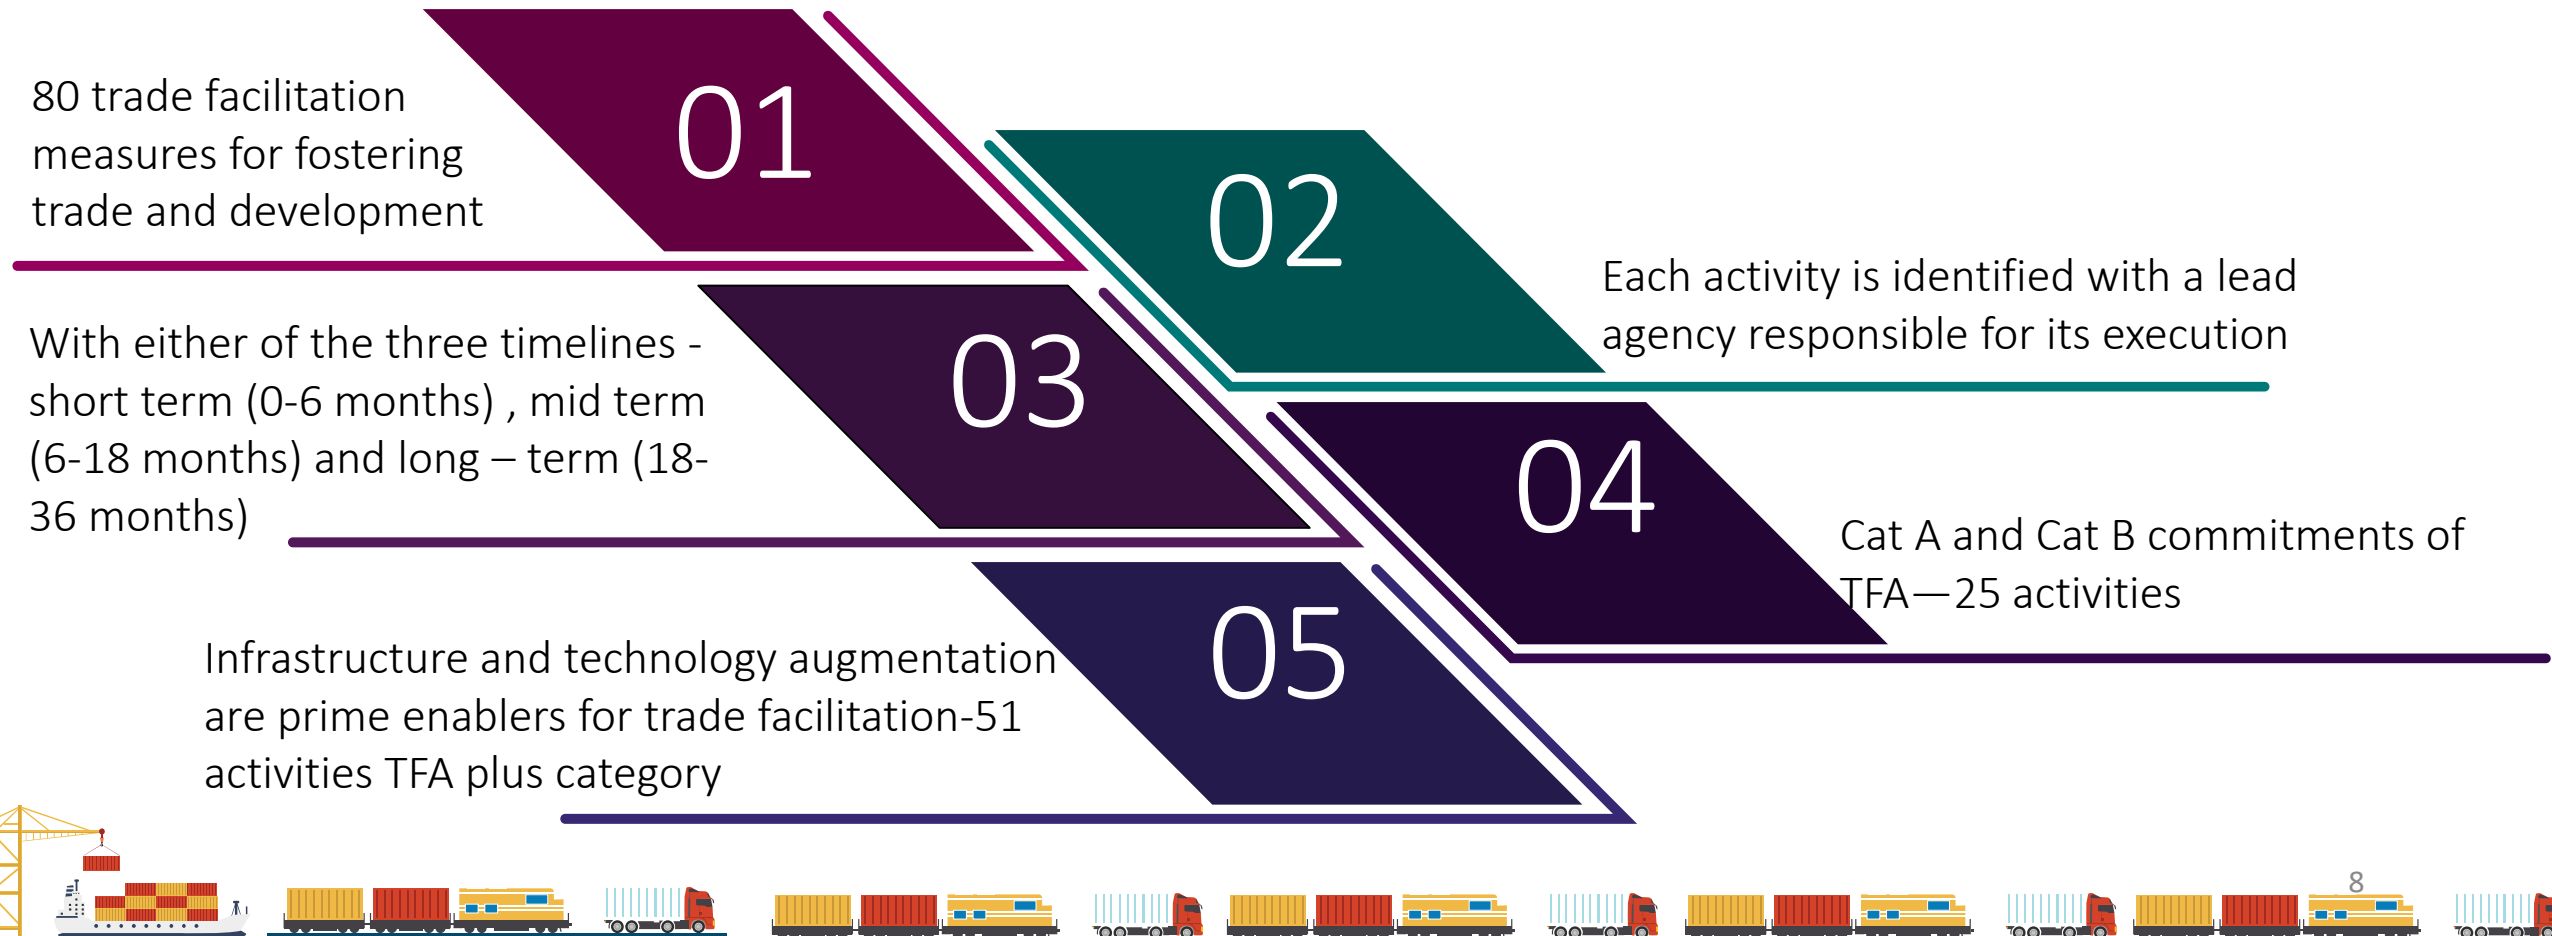 01
80 trade facilitation
measures for fostering
trade and development
02
Each activity is identified with a lead
agency responsible for its execution
03
With either of the three timelines -
short term (0-6 months) , mid term
(6-18 months) and long – term (18-
36 months)
04
Cat A and Cat B commitments of
TFA—25 activities
05
Infrastructure and technology augmentation
are prime enablers for trade facilitation-51
activities TFA plus category
8